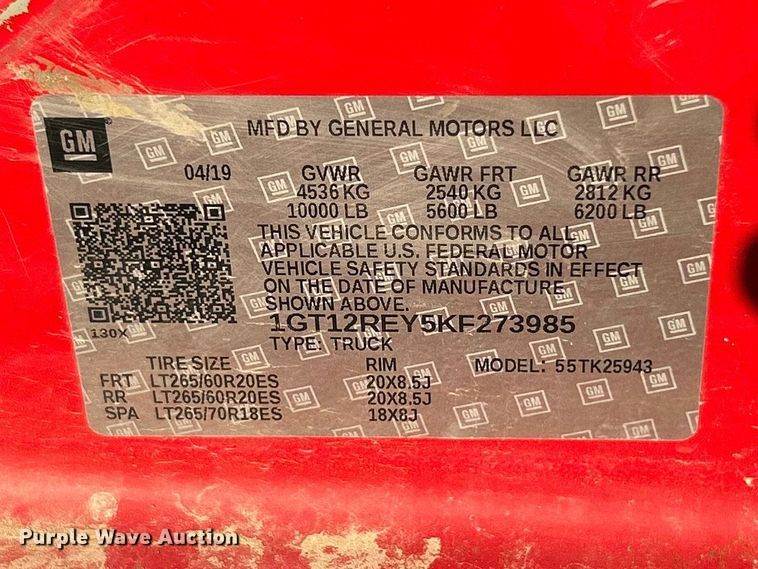 GM
MFD BY GENERAL MOTORS LLC
04/19 GVWR GAWR FRT GAWR RR
4536 KG 2540 KG 2812 KG
10000 LB 5600 LB 6200 LB
THIS VEHICLE CONFORMS TO ALL
APPLICABLE U.S. FEDERAL MOTOR
VEHICLE SAFETY STANDARDS IN EFFECT
ON THE DATE OF MANUFACTURE
SHOWN ABOVE.
130X
1GT12REY5KF273985
TYPE: TRUCK
MODEL: 55TK25943
TIRE SIZE RIM
FRT LT265/60R20ES 20X8.5J
RR LT265/60R20ES 20X8.5J
SPA LT265/70R18ES 18X8J
Purple Wave Auction